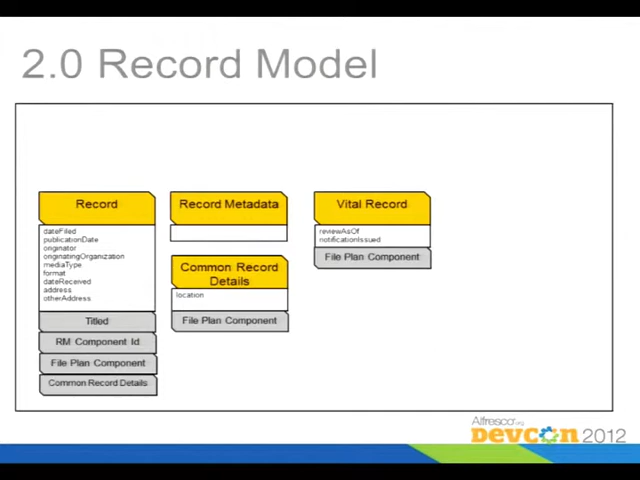 2.0 Record Model
Record
dateFiled
publicationDate
originator
originatingOrganization
mediaType
format
dateReceived
address
otherAddress
Titled
RM Component Id
File Plan Component
Common Record Details
Record Metadata
Common Record
Details
location
File Plan Component
Vital Record
reviewAsOf
notificationIssued
File Plan Component
Alfresco.org
Devcon 2012